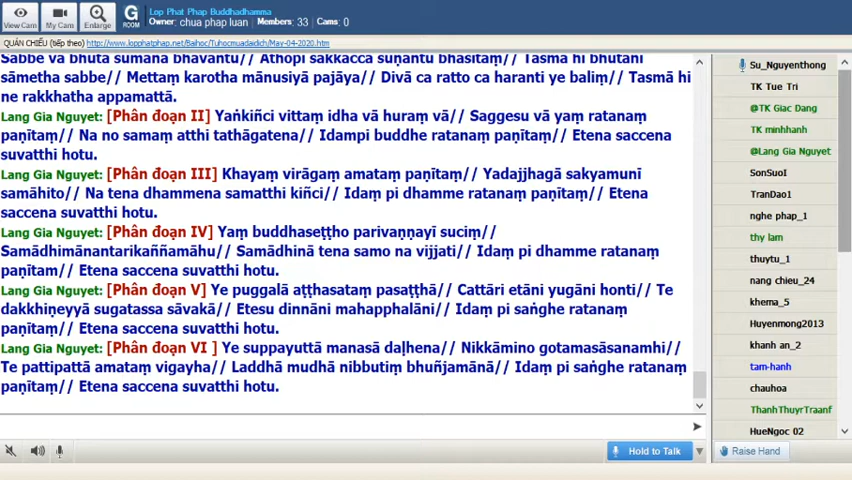 View Cam
My Cam
Enlarge
G ROOM
Lop Phat Phap Buddhadhamma
Owner: chua phap luan Members: 33 Cams: 0
QUÁN CHIẾU (tiếp theo) http://www.lopphatphap.net/Baihoc/Tuhocmuadaidich/May-04-2020.htm
Sabbe vā bhutā sumanā bhavantu// Athopi sakkaccā suṇantu bhāsitaṃ// Tasmā hi bhutāni
sāmetha sabbe// Mettaṃ karotha mānusiyā pajāya// Divā ca ratto ca haranti ye baliṃ// Tasmā hi
ne rakkhatha appamattā.
Lang Gia Nguyet: [Phân đoạn II] Yaṅkiñci vittaṃ idha vā huraṃ vā// Saggesu vā yaṃ ratanaṃ
paṇītaṃ// Na no samaṃ atthi tathāgatena// Idampi buddhe ratanaṃ paṇītaṃ// Etena saccena
suvatthi hotu.
Lang Gia Nguyet: [Phân đoạn III] Khayaṃ virāgaṃ amataṃ paṇītaṃ// Yadajjhagā sakyamunī
samāhito// Na tena dhammena samatthi kiñci// Idaṃ pi dhamme ratanaṃ paṇītaṃ// Etena
saccena suvatthi hotu.
Lang Gia Nguyet: [Phân đoạn IV] Yaṃ buddhaseṭṭho parivaṇṇayī suciṃ//
Samādhimānantarikaññamāhu// Samādhinā tena samo na vijjati// Idaṃ pi dhamme ratanaṃ
paṇītaṃ// Etena saccena suvatthi hotu.
Lang Gia Nguyet: [Phân đoạn V] Ye puggalā aṭṭhasataṃ pasaṭṭhā// Cattāri etāni yugāni honti// Te
dakkhiṇeyyā sugatassa sāvakā// Etesu dinnāni mahapphalāni// Idaṃ pi saṅghe ratanaṃ
paṇītaṃ// Etena saccena suvatthi hotu.
Lang Gia Nguyet: [Phân đoạn VI ] Ye suppayuttā manasā daḷhena// Nikkāmino gotamasāsanamhi//
Te pattipattā amataṃ vigayha// Laddhā mudhā nibbutiṃ bhuñjamānā// Idaṃ pi saṅghe ratanaṃ
paṇītaṃ// Etena saccena suvatthi hotu.
Hold to Talk
Su_Nguyenthong
TK Tue Tri
@TK Giac Dang
TK minhhanh
@Lang Gia Nguyet
SonSuoI
TranDao1
nghe phap_1
thy lam
thuytu_1
nang chieu_24
khema_5
Huyenmong2013
khanh an_2
tam-hanh
chauhoa
ThanhThuyrTraanf
HueNgoc 02
Raise Hand